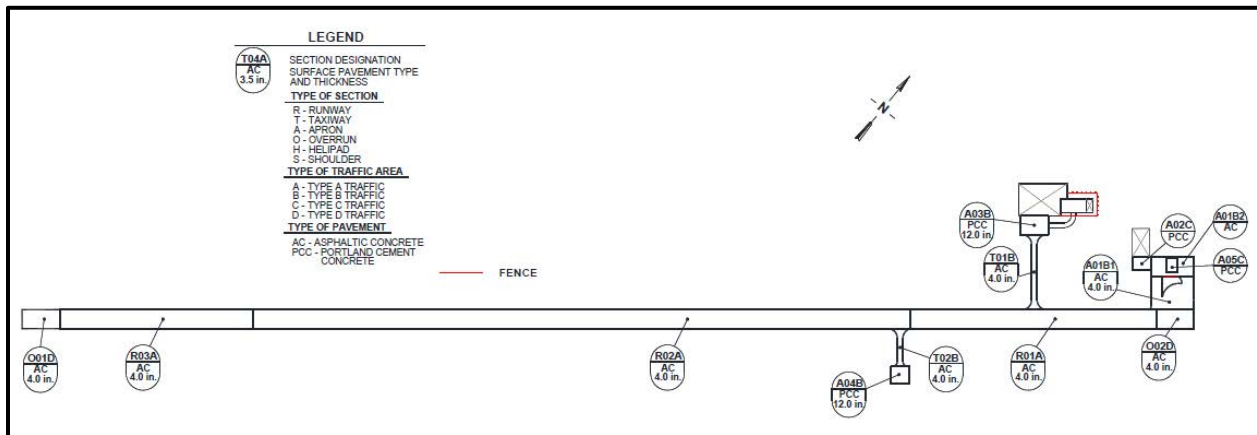 LEGEND
T04A
AC
3.5 in.
SECTION DESIGNATION
SURFACE PAVEMENT TYPE
AND THICKNESS
TYPE OF SECTION
R - RUNWAY
T - TAXIWAY
A - APRON
O - OVERRUN
H - HELIPAD
S - SHOULDER
TYPE OF TRAFFIC AREA
A - TYPE A TRAFFIC
B - TYPE B TRAFFIC
C - TYPE C TRAFFIC
D - TYPE D TRAFFIC
TYPE OF PAVEMENT
AC - ASPHALTIC CONCRETE
PCC - PORTLAND CEMENT
CONCRETE
FENCE
N
A03B
PCC
12.0 in.
T01B
AC
4.0 in.
A02C
PCC
A01B2
AC
A01B1
AC
4.0 in.
A05C
PCC
O01D
AC
4.0 in.
R03A
AC
4.0 in.
R02A
AC
4.0 in.
A04B
PCC
12.0 in.
T02B
AC
4.0 in.
R01A
AC
4.0 in.
O02D
AC
4.0 in.